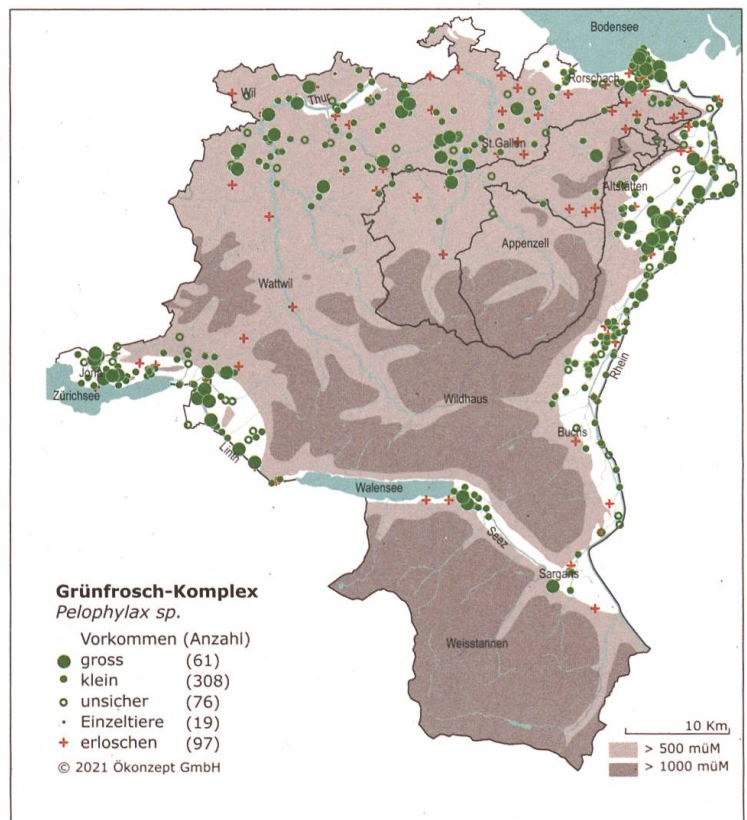 Bodensee
Rorschach
Wil
Thur
St.Gallen
Altstätten
Appenzell
Wattwil
Jona
Zürichsee
Rhein
Wildhaus
Buchs
Linth
Walensee
Seez
Sargans
Weisstannen
Grünfrosch-Komplex
Pelophylax sp.
Vorkommen (Anzahl)
gross (61)
klein (308)
unsicher (76)
Einzeltiere (19)
erloschen (97)
© 2021 Ökonzept GmbH
10 Km
> 500 müM
> 1000 müM